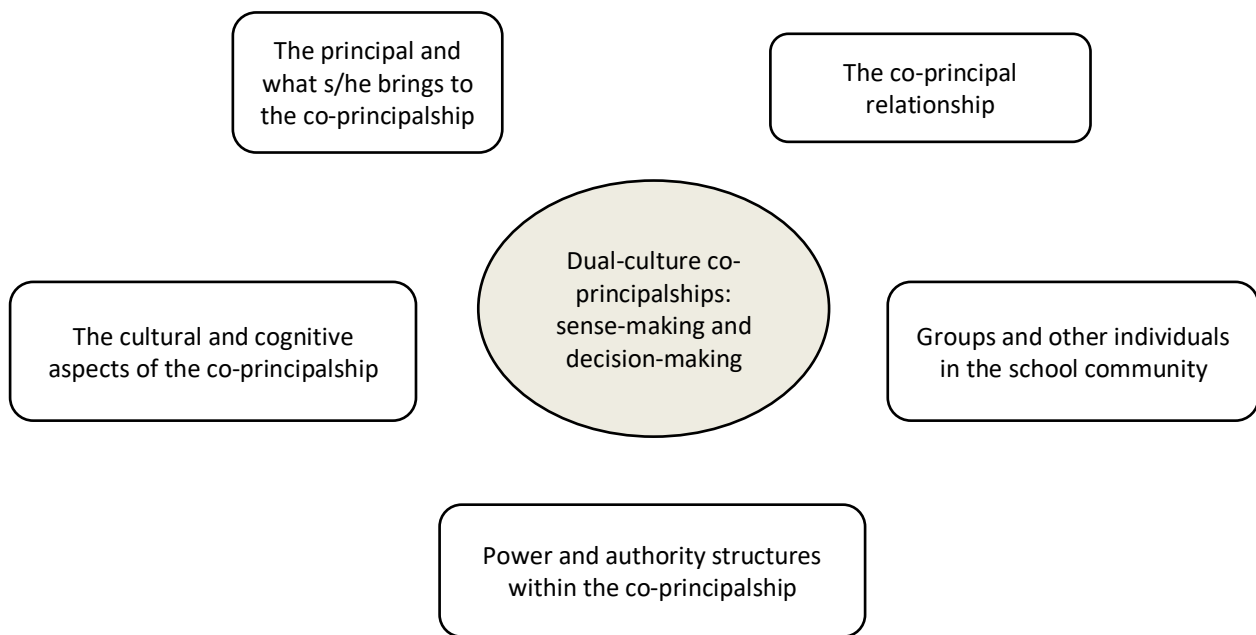 The principal and
what s/he brings to
the co-principalship
The co-principal
relationship
Dual-culture co-
principalships:
sense-making and
decision-making
The cultural and cognitive
aspects of the co-principalship
Groups and other individuals
in the school community
Power and authority structures
within the co-principalship